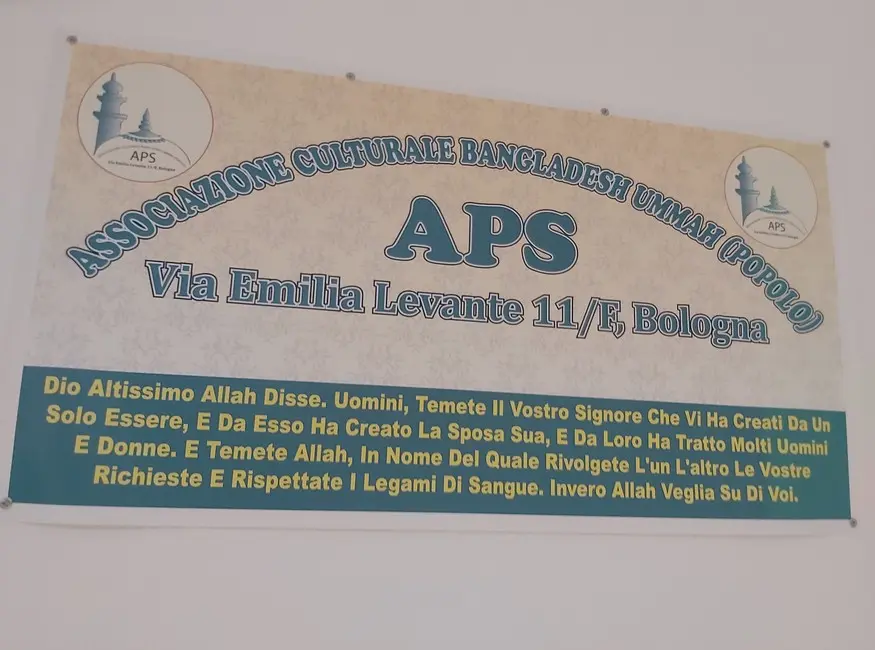 APS
ASSOCIAZIONE CULTURALE BANGLADESH UMMAH (POPOLO)
APS
APS
Via Emilia Levante 11/F, Bologna
Dio Altissimo Allah Disse. Uomini, Temete Il Vostro Signore Che Vi Ha Creati Da Un
Solo Essere, E Da Esso Ha Creato La Sposa Sua, E Da Loro Ha Tratto Molti Uomini
E Donne. E Temete Allah, In Nome Del Quale Rivolgete L'un L'altro Le Vostre
Richieste E Rispettate I Legami Di Sangue. Invero Allah Veglia Su Di Voi.